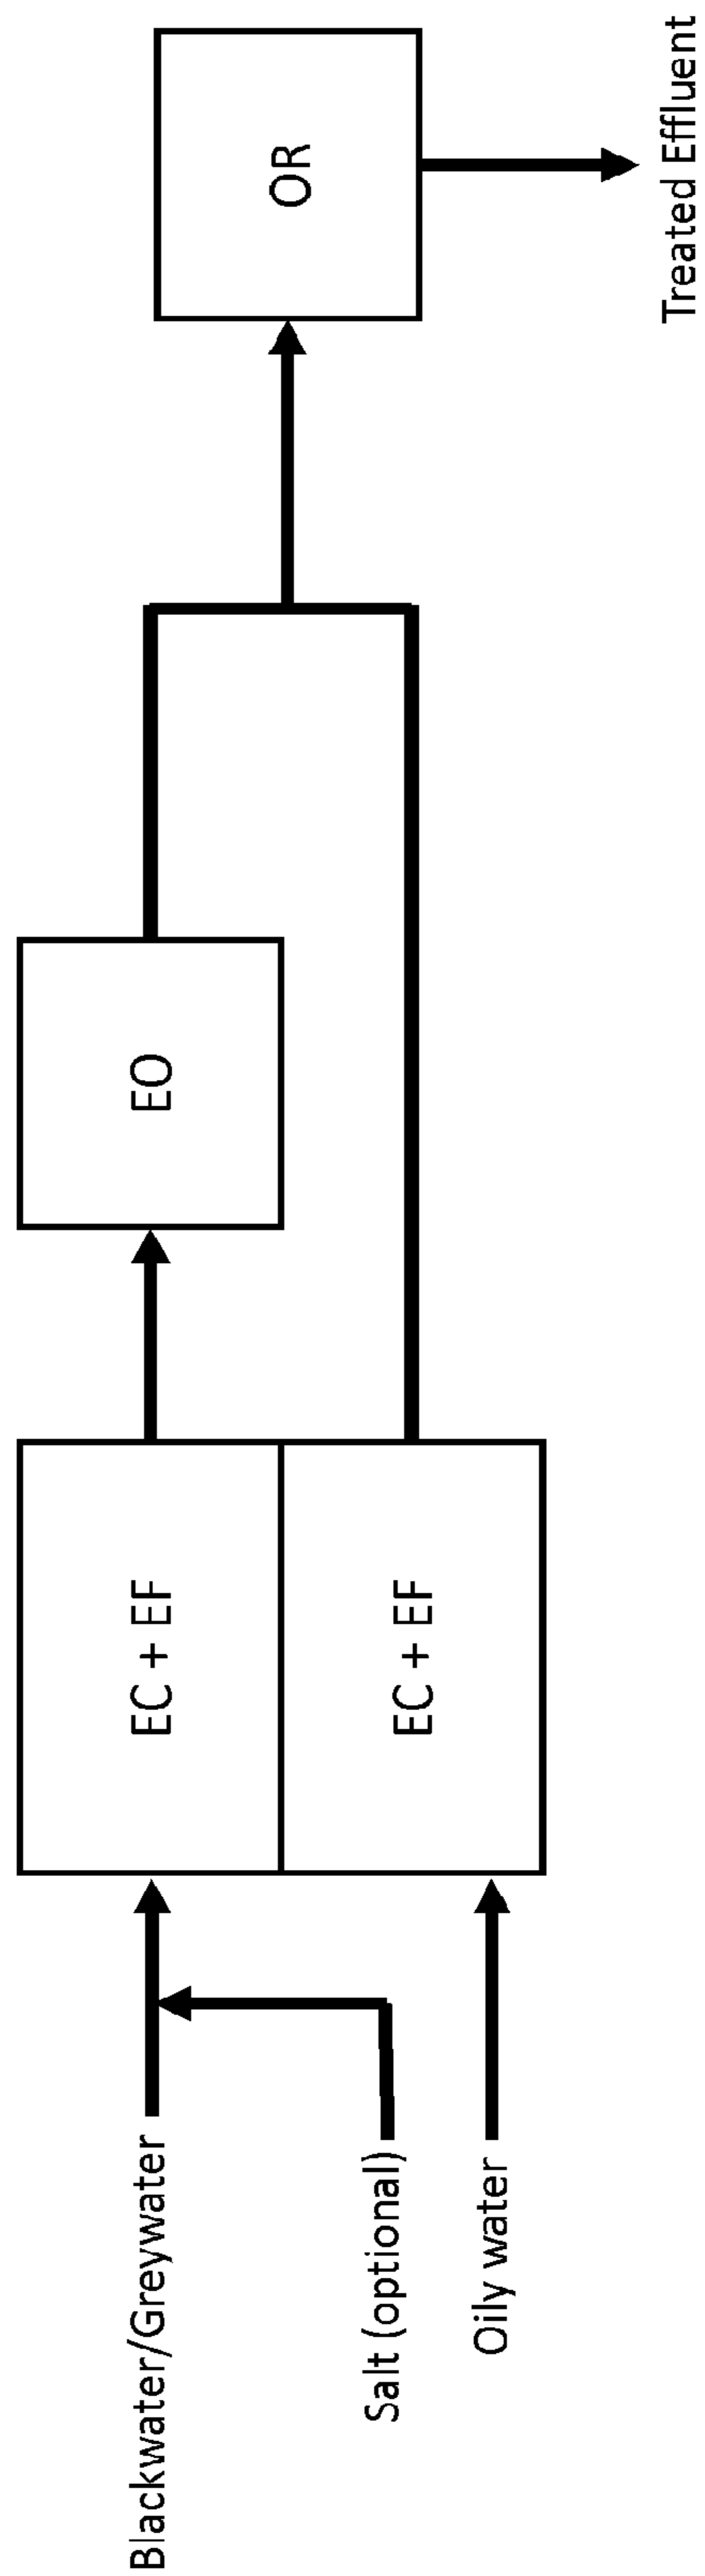 Blackwater/Greywater
Salt (optional)
Oily water
EC + EF
EC + EF
EO
OR
Treated Effluent